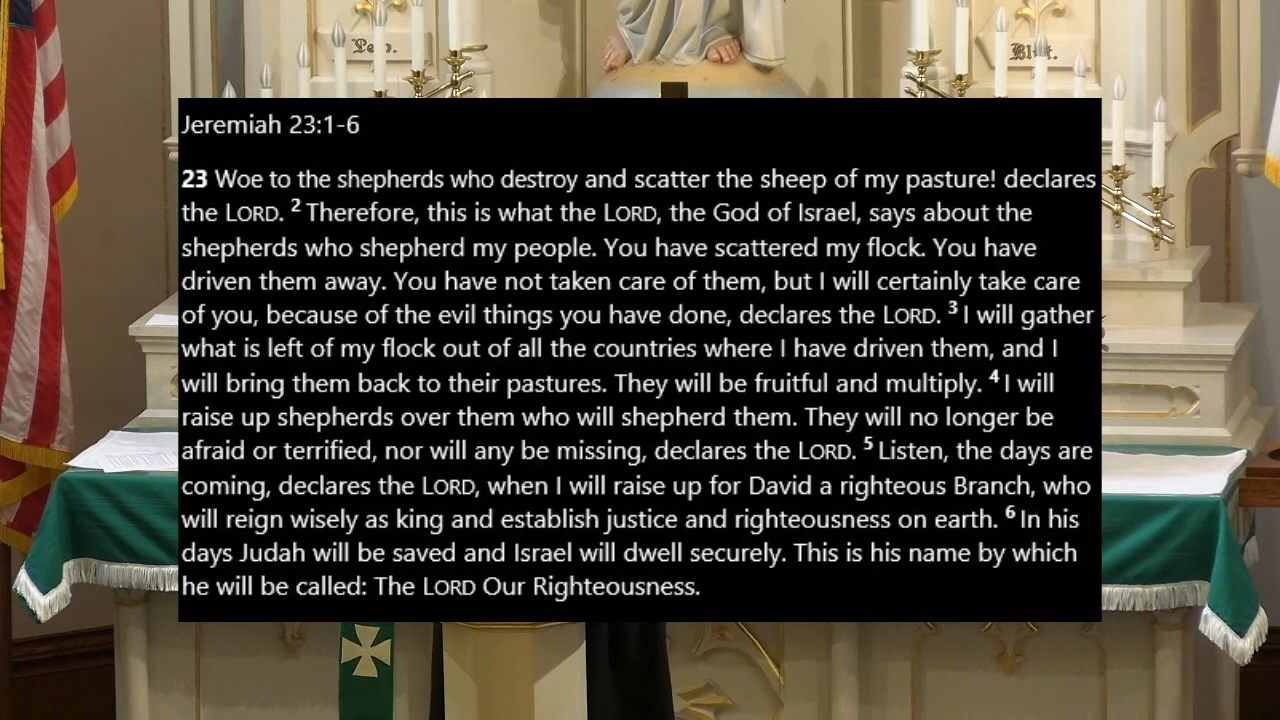 Jeremiah 23:1-6
23 Woe to the shepherds who destroy and scatter the sheep of my pasture! declares
the LORD. 2 Therefore, this is what the LORD, the God of Israel, says about the
shepherds who shepherd my people. You have scattered my flock. You have
driven them away. You have not taken care of them, but I will certainly take care
of you, because of the evil things you have done, declares the LORD. 3 I will gather
what is left of my flock out of all the countries where I have driven them, and I
will bring them back to their pastures. They will be fruitful and multiply. 4 I will
raise up shepherds over them who will shepherd them. They will no longer be
afraid or terrified, nor will any be missing, declares the LORD. 5 Listen, the days are
coming, declares the LORD, when I will raise up for David a righteous Branch, who
will reign wisely as king and establish justice and righteousness on earth. 6 In his
days Judah will be saved and Israel will dwell securely. This is his name by which
he will be called: The LORD Our Righteousness.